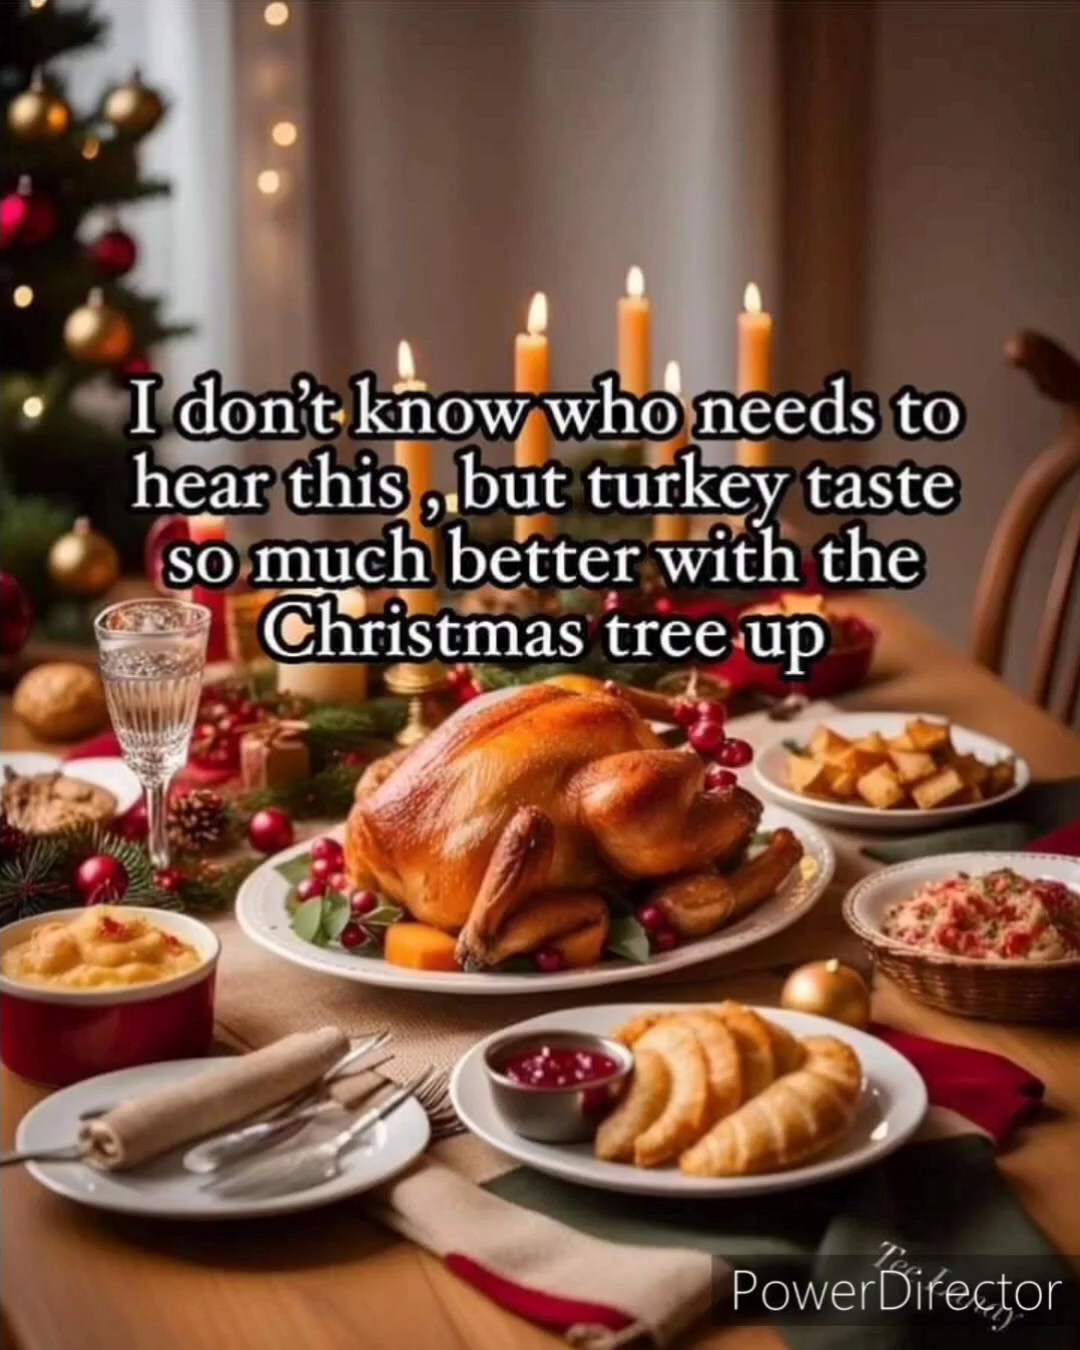 I don't know who needs to
hear this , but turkey taste
so much better with the
Christmas tree up
PowerDirector